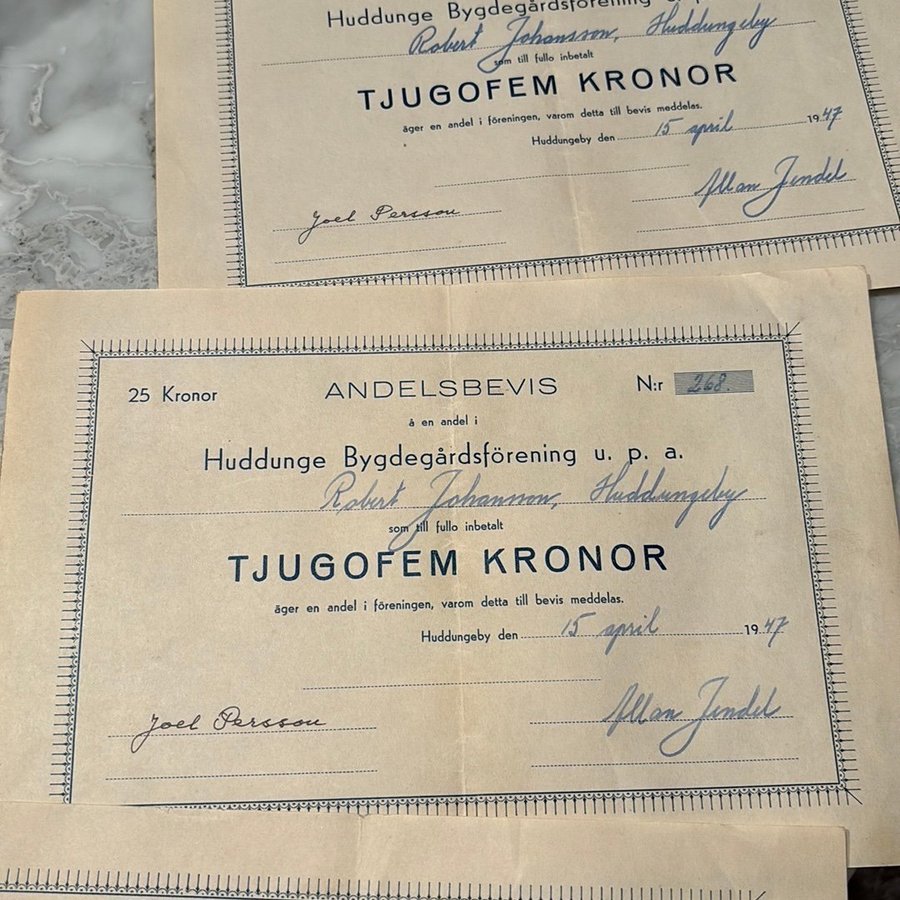 Huddunge Bygdegårdsförening
Robert Johansson, Huddungeby
som till fullo inbetalt
TJUGOFEM KRONOR
äger en andel i föreningen, varom detta till bevis meddelas.
Huddungeby den 15 april 1947
Allan Jendel
Joel Persson
25 Kronor ANDELSBEVIS N:r 268.
å en andel i
Huddunge Bygdegårdsförening u. p. a.
Robert Johansson, Huddungeby
som till fullo inbetalt
TJUGOFEM KRONOR
äger en andel i föreningen, varom detta till bevis meddelas.
Huddungeby den 15 april 1947
Joel Persson Allan Jendel